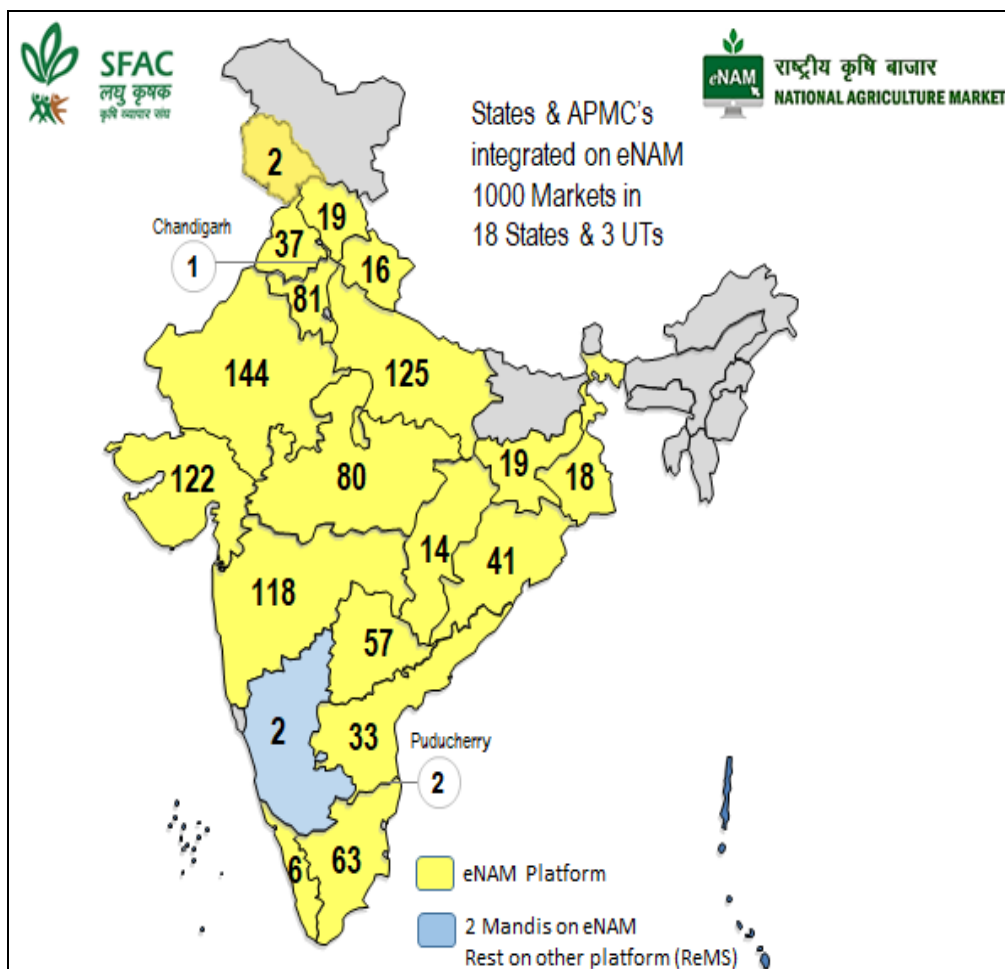 SFAC
लघु कृषक
कृषि व्यापार संघ
eNAM
राष्ट्रीय कृषि बाजार
NATIONAL AGRICULTURE MARKET
States & APMC's
integrated on eNAM
1000 Markets in
18 States & 3 UTs
2
19
Chandigarh
1
37
16
81
144
125
122
80
19
18
14
41
118
57
2
33
Puducherry
2
6
63
eNAM Platform
2 Mandis on eNAM
Rest on other platform (ReMS)